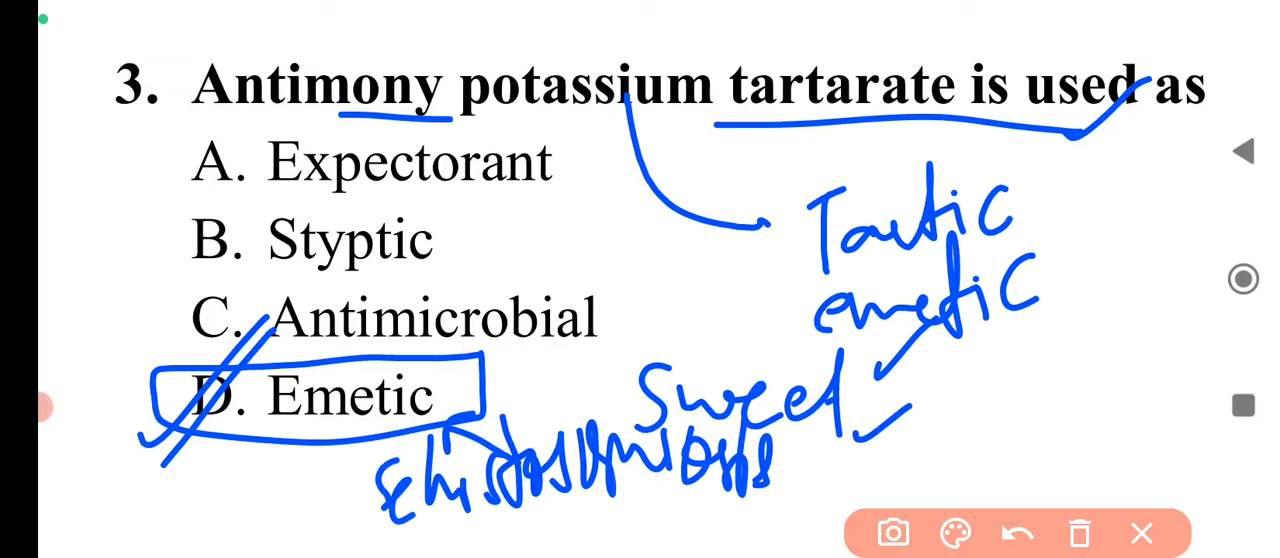 3. Antimony potassium tartarate is used as
A. Expectorant
B. Styptic
C. Antimicrobial
D. Emetic
Tartic
emetic
Sweet